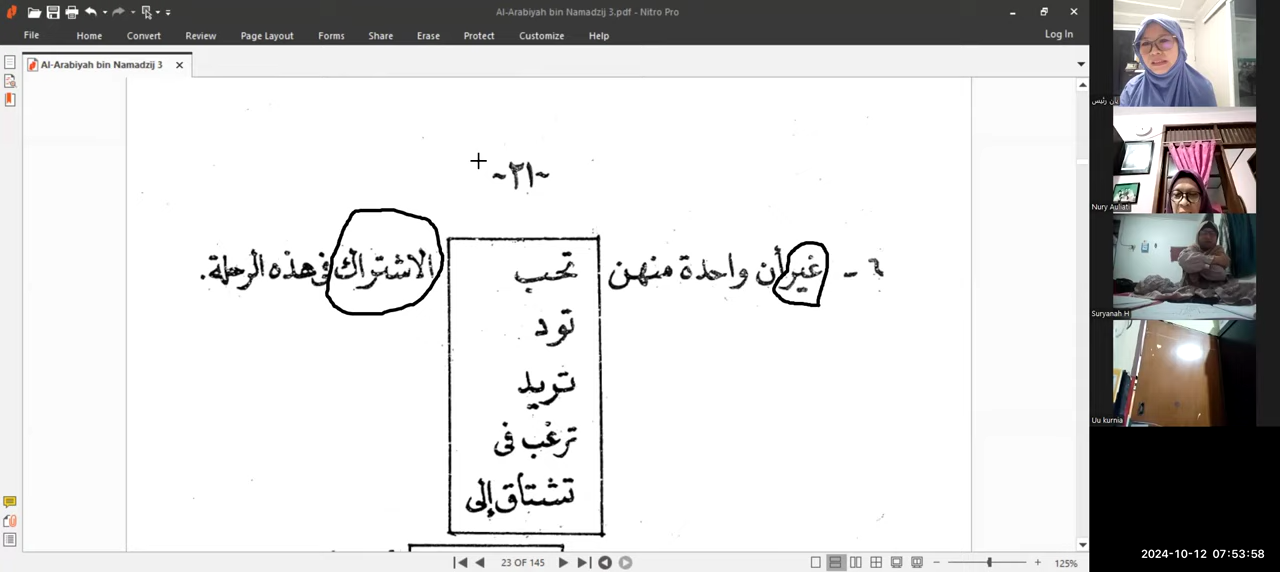 Al-Arabiyah bin Namadzij 3.pdf - Nitro Pro
File Home Convert Review Page Layout Forms Share Erase Protect Customize Help Log In
Al-Arabiyah bin Namadzij 3
~٢١~
٦ - غير أن واحدة منهن تحب الاشتراك فى هذه الرحلة.
تود
تريد
ترغب فى
تشتاق إلى
23 OF 145
125%
Nury Auliati
Suryanah H
Uu kurnia
2024-10-12 07:53:58